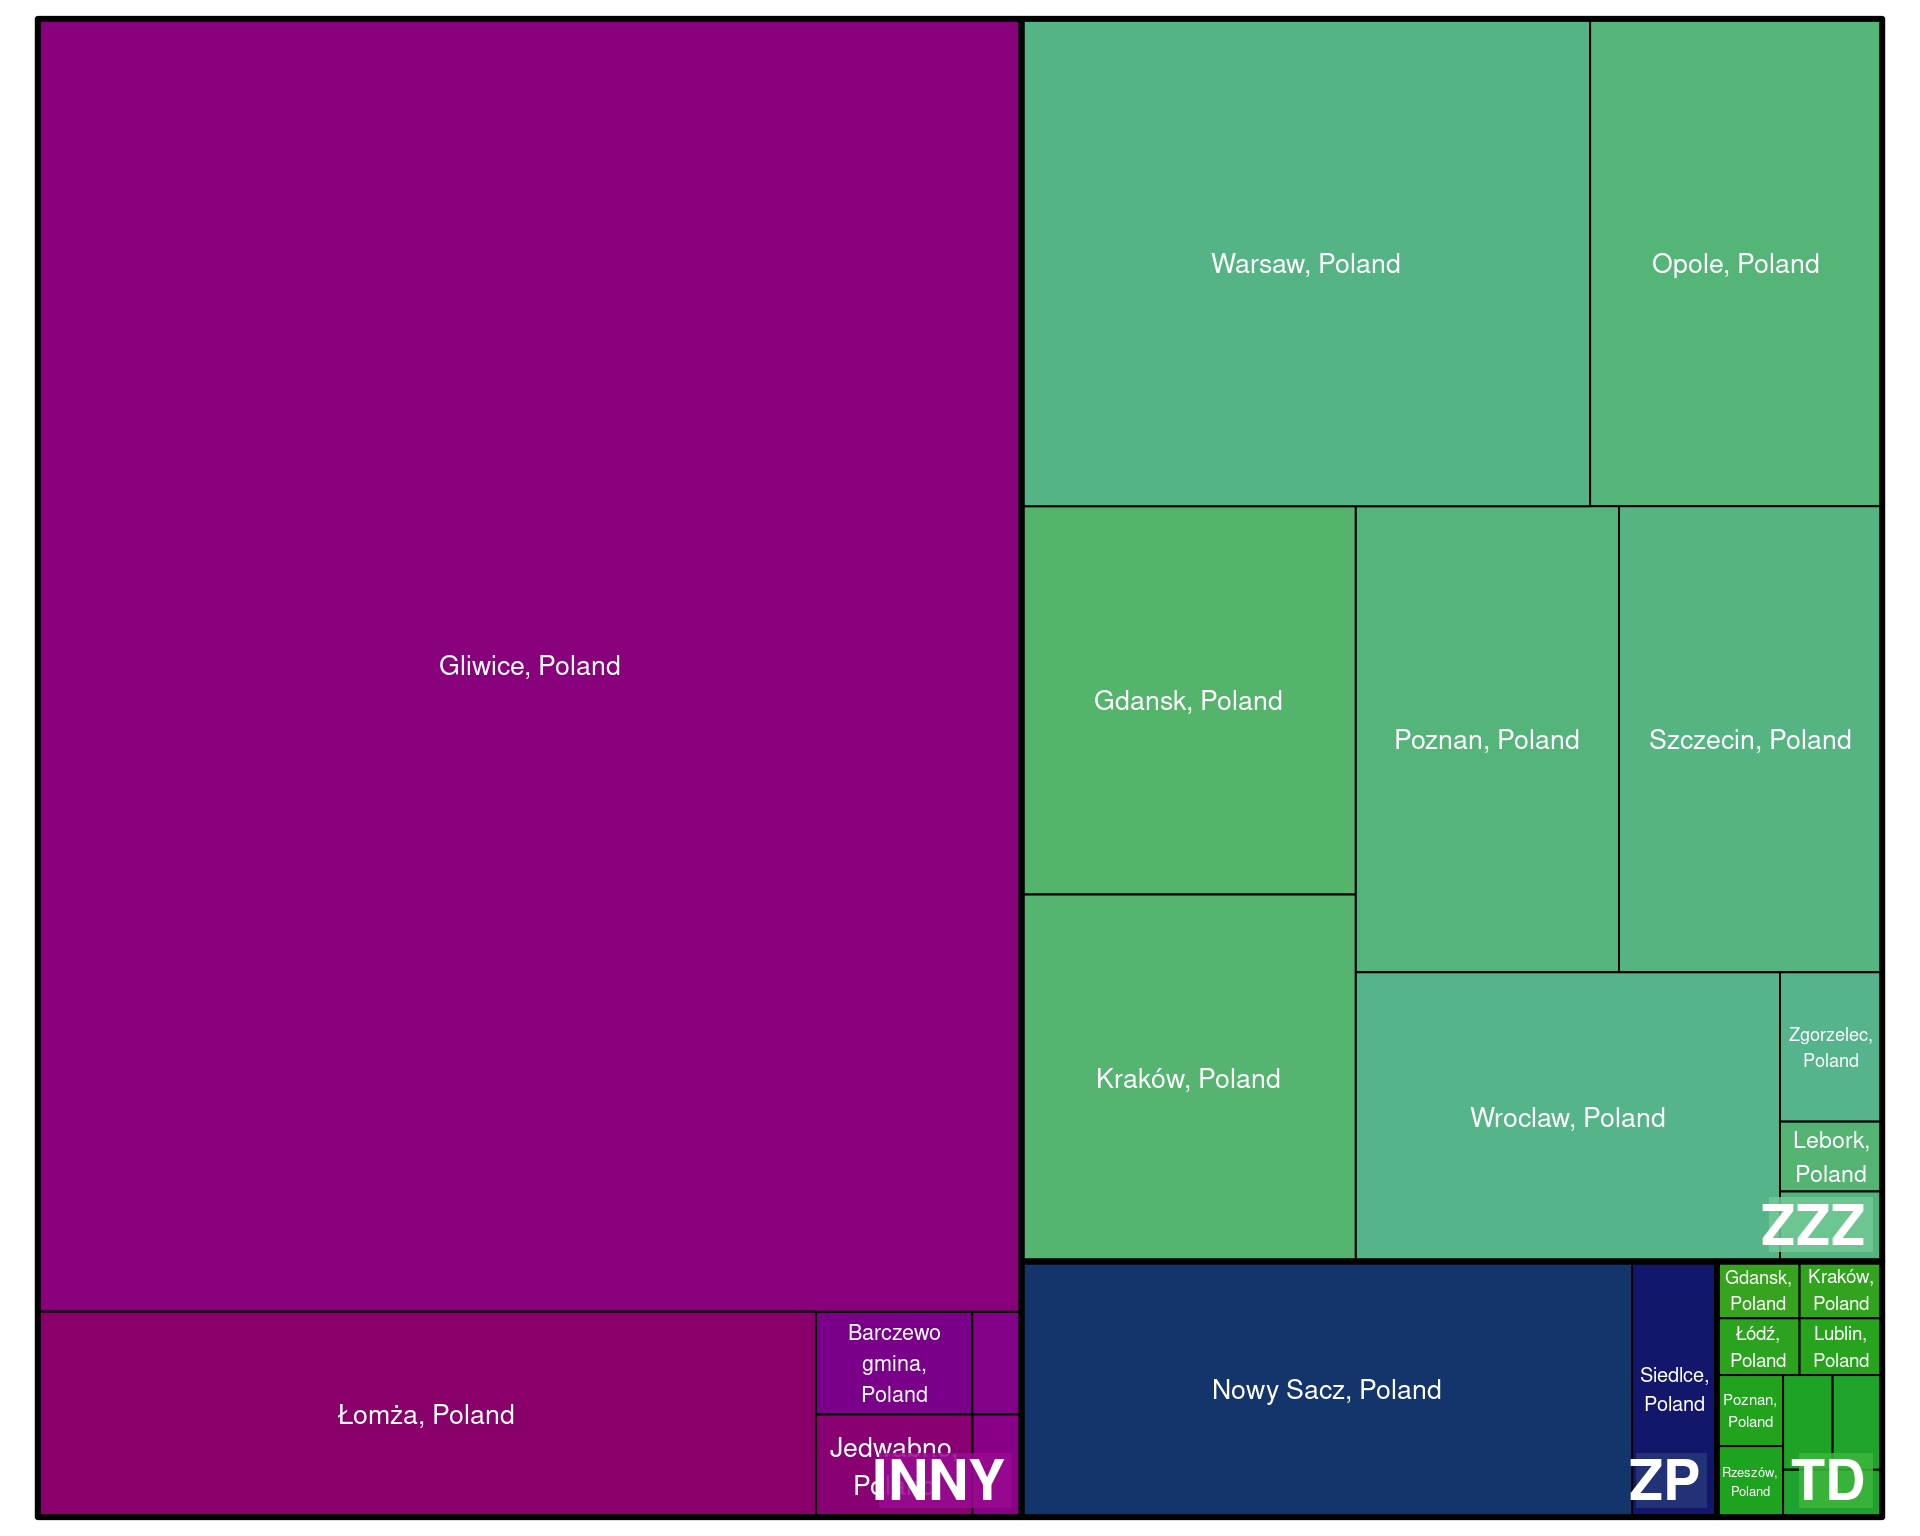 Gliwice, Poland
Łomża, Poland
Barczewo
gmina,
Poland
Jedwabno,
Poland
INNY
Warsaw, Poland
Opole, Poland
Gdansk, Poland
Poznan, Poland
Szczecin, Poland
Kraków, Poland
Wroclaw, Poland
Zgorzelec,
Poland
Lebork,
Poland
ZZZ
Nowy Sacz, Poland
Siedlce,
Poland
ZP
Gdansk,
Poland
Kraków,
Poland
Łódź,
Poland
Lublin,
Poland
Poznan,
Poland
Rzeszów,
Poland
TD